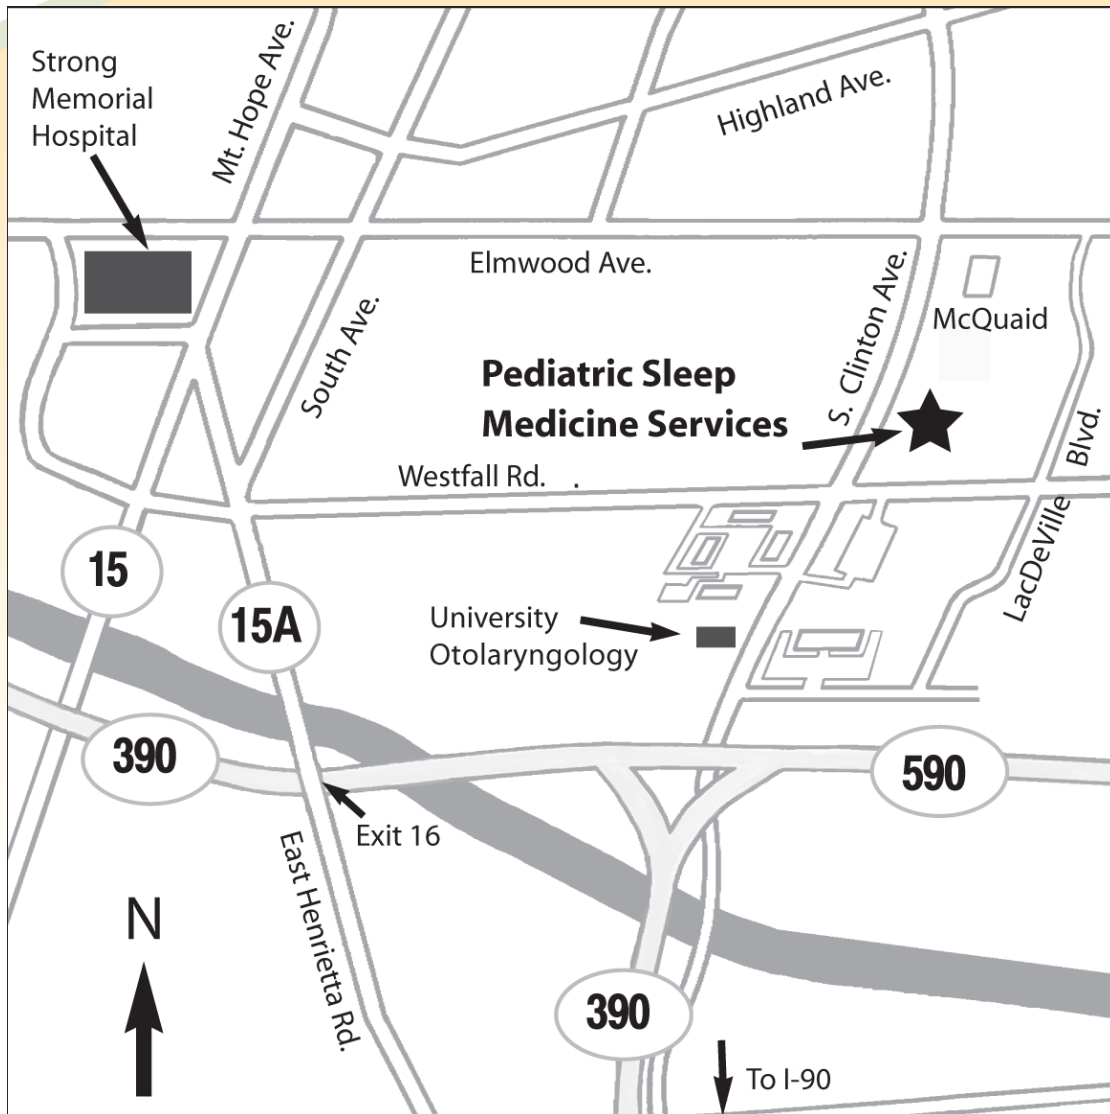 Strong
Memorial
Hospital
Mt. Hope Ave.
Highland Ave.
Elmwood Ave.
South Ave.
S. Clinton Ave.
McQuaid
Pediatric Sleep
Medicine Services
Blvd.
LacDeVille
Westfall Rd. .
15
15A
University
Otolaryngology
390
590
Exit 16
East Henrietta Rd.
N
390
To I-90